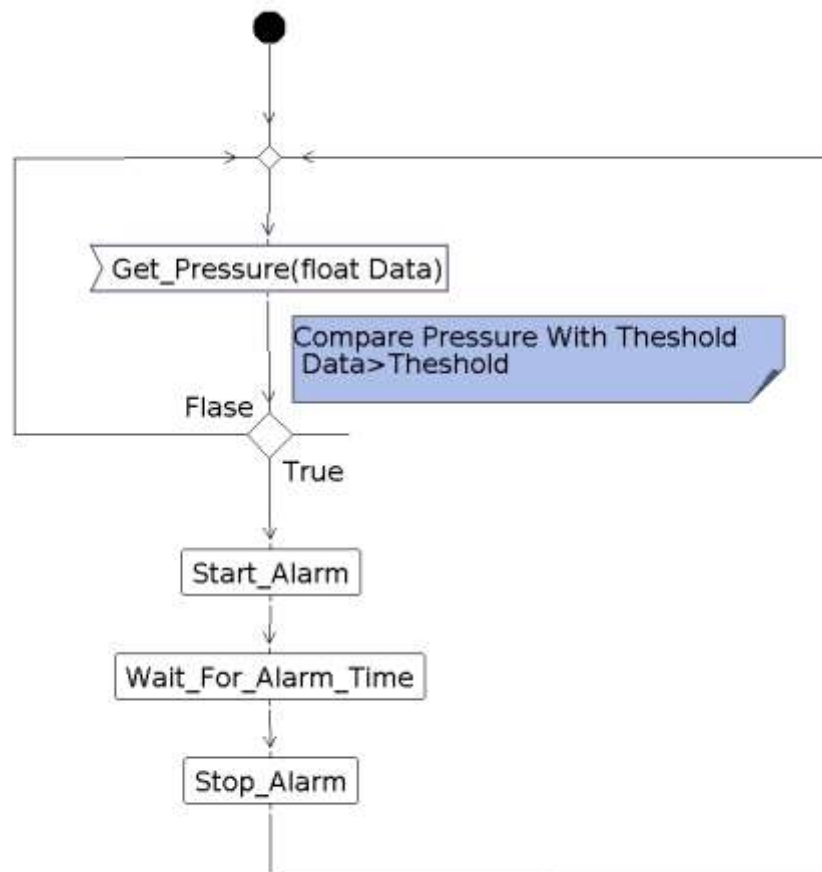 Get_Pressure(float Data)
Compare Pressure With Theshold
Data>Theshold
Flase
True
Start_Alarm
Wait_For_Alarm_Time
Stop_Alarm